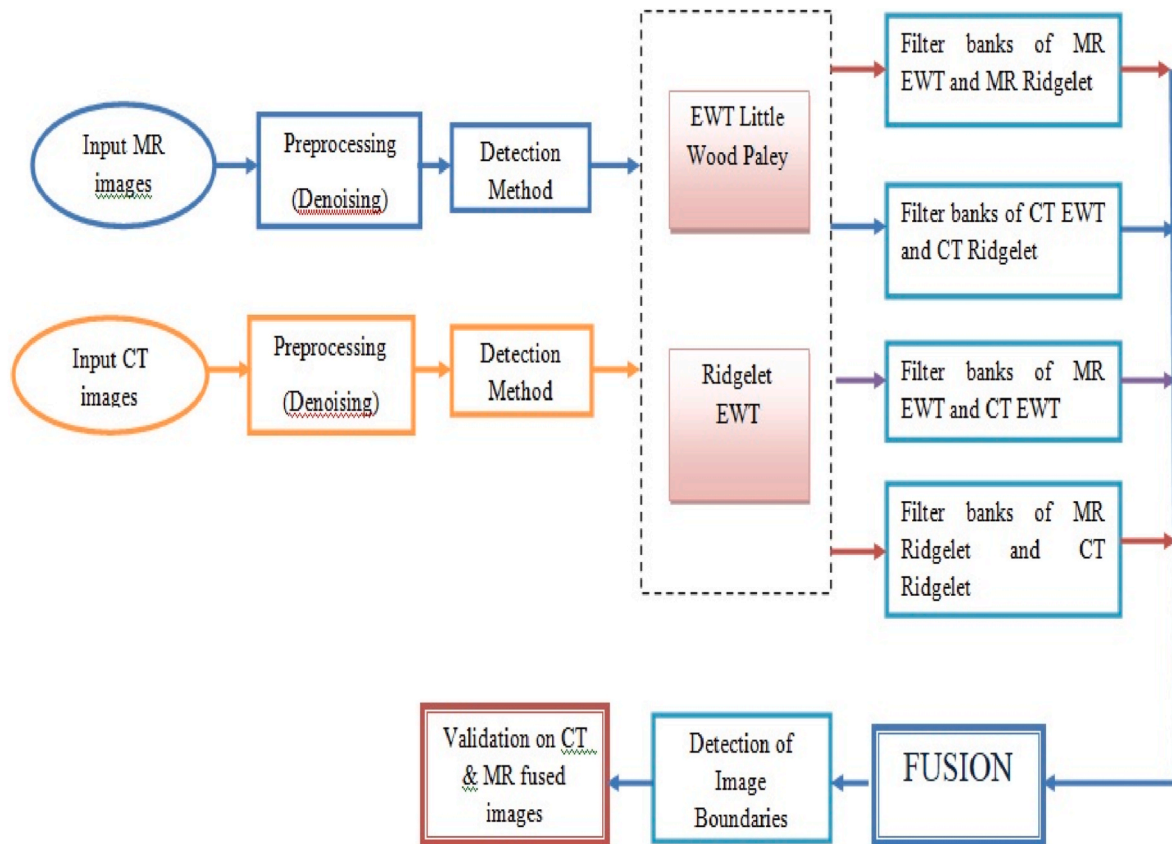 Input MR
images
Preprocessing
(Denoising)
Detection
Method
EWT Little
Wood Paley
Filter banks of MR
EWT and MR Ridgelet
Filter banks of CT EWT
and CT Ridgelet
Input CT
images
Preprocessing
(Denoising)
Detection
Method
Ridgelet
EWT
Filter banks of MR
EWT and CT EWT
Filter banks of MR
Ridgelet and CT
Ridgelet
Validation on CT
& MR fused
images
Detection of
Image
Boundaries
FUSION